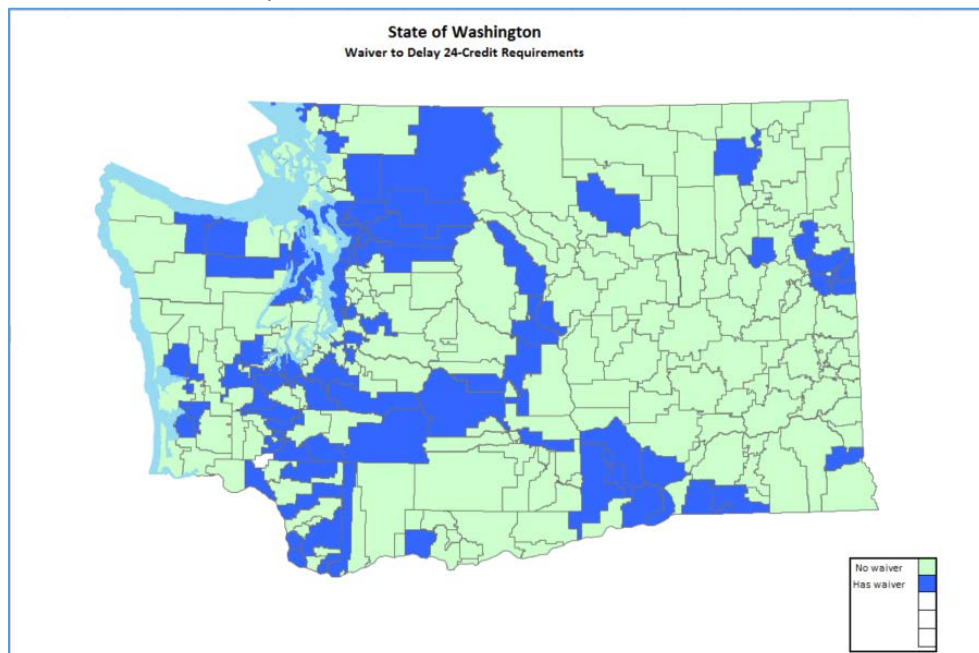 State of Washington
Waiver to Delay 24-Credit Requirements
No waiver
Has waiver